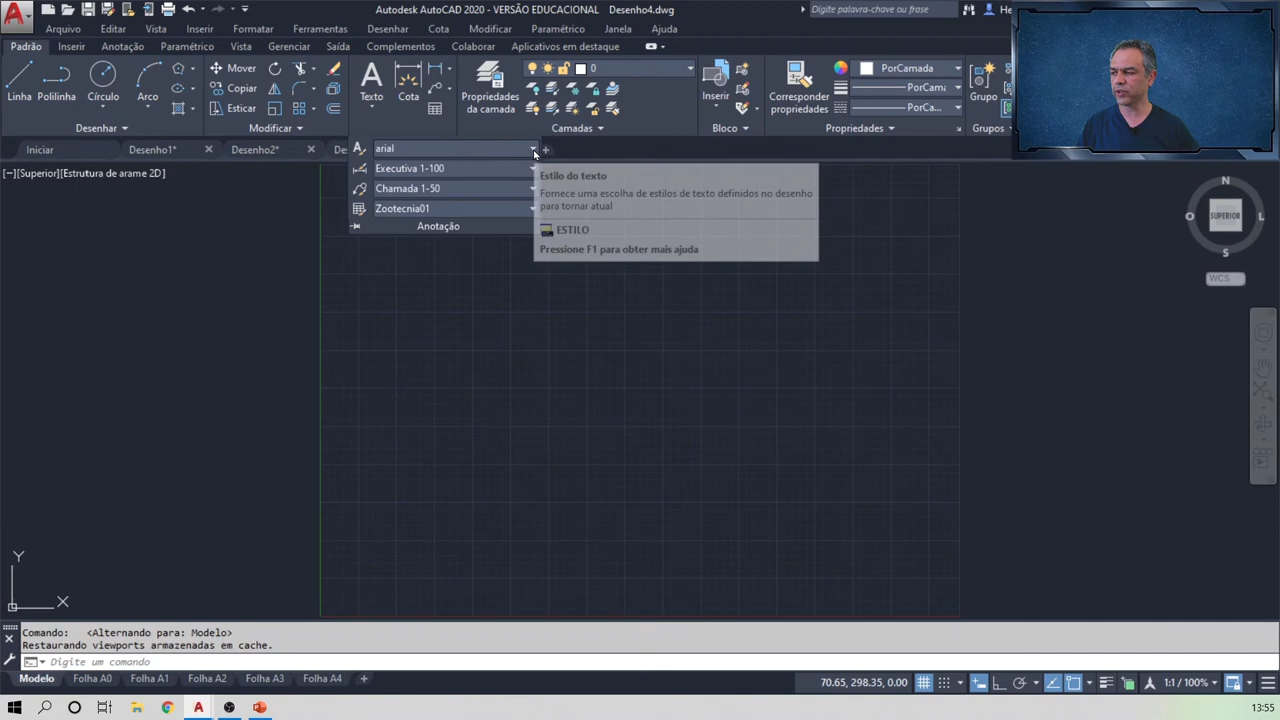 Autodesk AutoCAD 2020 - VERSÃO EDUCACIONAL Desenho4.dwg
Digite palavra-chave ou frase
Arquivo Editar Vista Inserir Formatar Ferramentas Desenhar Cota Modificar Paramétrico Janela Ajuda
Padrão Inserir Anotação Paramétrico Vista Gerenciar Saída Complementos Colaborar Aplicativos em destaque
Linha Polilinha Círculo Arco
Mover
Copiar
Esticar
Texto Cota
Propriedades da camada
0
Inserir
Corresponder propriedades
PorCamada
PorCama
PorCa...
Grupo
Desenhar Modificar Camadas Bloco Propriedades Grupos
Iniciar Desenho1* Desenho2*
arial
Executiva 1-100
Chamada 1-50
Zootecnia01
Anotação
Estilo do texto
Fornece uma escolha de estilos de texto definidos no desenho
para tornar atual
ESTILO
Pressione F1 para obter mais ajuda
[−][Superior][Estrutura de arame 2D]
N
O
SUPERIOR
L
S
WCS
Y
X
Comando: <Alternando para: Modelo>
Restaurando viewports armazenadas em cache.
Digite um comando
Modelo Folha A0 Folha A1 Folha A2 Folha A3 Folha A4 +
70.65, 298.35, 0.00
1:1 / 100%
13:55